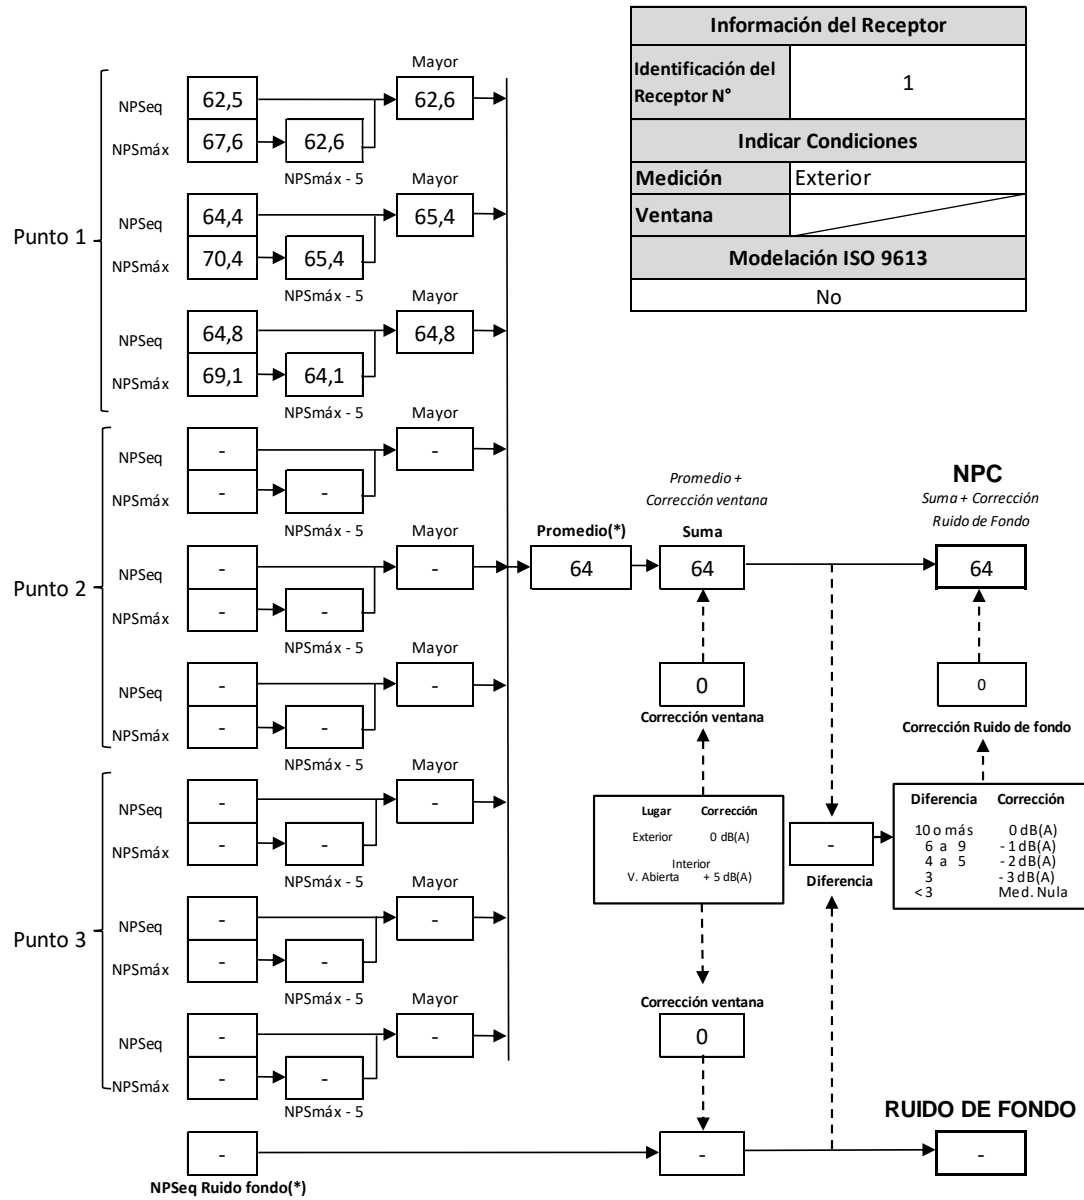 Información del Receptor
Identificación del
Receptor N°
1
Indicar Condiciones
Medición
Exterior
Ventana
Modelación ISO 9613
No
Punto 1
Mayor
NPSeq
62,5
62,6
NPSmáx
67,6
62,6
NPSmáx - 5
Mayor
NPSeq
64,4
65,4
NPSmáx
70,4
65,4
NPSmáx - 5
Mayor
NPSeq
64,8
64,8
NPSmáx
69,1
64,1
NPSmáx - 5
Punto 2
Mayor
NPSeq
-
-
NPSmáx
-
-
NPSmáx - 5
Mayor
NPSeq
-
-
NPSmáx
-
-
NPSmáx - 5
Mayor
NPSeq
-
-
NPSmáx
-
-
NPSmáx - 5
Punto 3
Mayor
NPSeq
-
-
NPSmáx
-
-
NPSmáx - 5
Mayor
NPSeq
-
-
NPSmáx
-
-
NPSmáx - 5
Mayor
NPSeq
-
-
NPSmáx
-
-
NPSmáx - 5
-
NPSeq Ruido fondo(*)
Promedio(*)
64
Promedio +
Corrección ventana
Suma
64
0
Corrección ventana
Lugar Corrección
Exterior 0 dB(A)
Interior
V. Abierta + 5 dB(A)
Corrección ventana
0
-
-
Diferencia
NPC
Suma + Corrección
Ruido de Fondo
64
0
Corrección Ruido de fondo
Diferencia Corrección
10 o más 0 dB(A)
6 a 9 - 1 dB(A)
4 a 5 - 2 dB(A)
3 - 3 dB(A)
< 3 Med. Nula
RUIDO DE FONDO
-